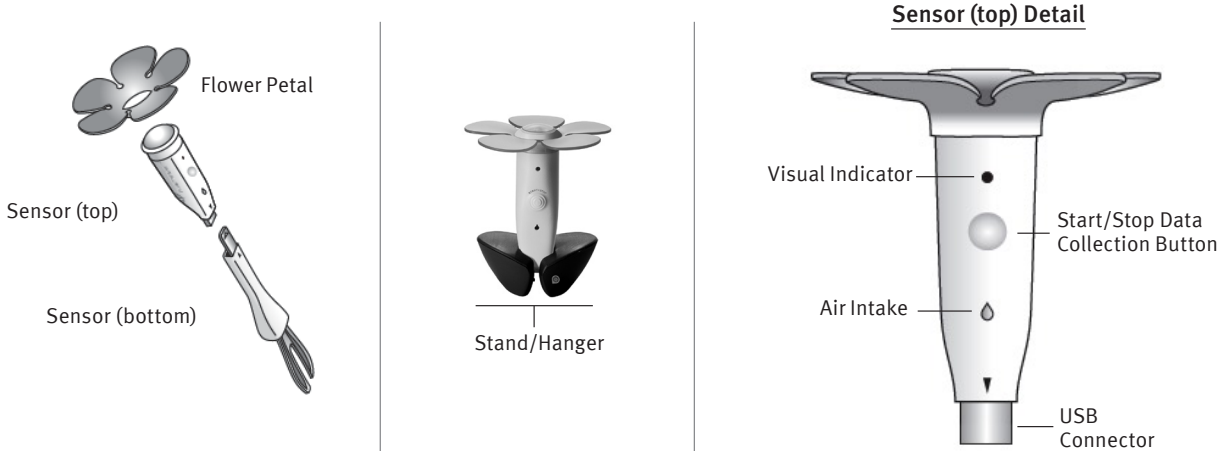 Flower Petal
Sensor (top)
Sensor (bottom)
Stand/Hanger
Sensor (top) Detail
Visual Indicator
Start/Stop Data
Collection Button
Air Intake
USB
Connector